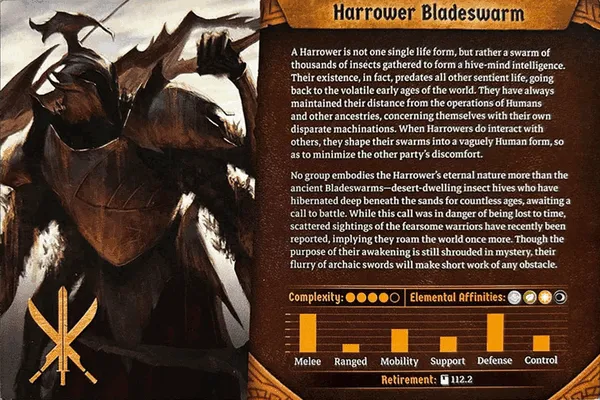 Harrower Bladeswarm
A Harrower is not one single life form, but rather a swarm of
thousands of insects gathered to form a hive-mind intelligence.
Their existence, in fact, predates all other sentient life, going
back to the volatile early ages of the world. They have always
maintained their distance from the operations of Humans
and other ancestries, concerning themselves with their own
disparate machinations. When Harrowers do interact with
others, they shape their swarms into a vaguely Human form, so
as to minimize the other party's discomfort.
No group embodies the Harrower's eternal nature more than the
ancient Bladeswarms—desert-dwelling insect hives who have
hibernated deep beneath the sands for countless ages, awaiting a
call to battle. While this call was in danger of being lost to time,
scattered sightings of the fearsome warriors have recently been
reported, implying they roam the world once more. Though the
purpose of their awakening is still shrouded in mystery, their
flurry of archaic swords will make short work of any obstacle.
Complexity: Elemental Affinities:
Melee Ranged Mobility Support Defense Control
Retirement: 112.2